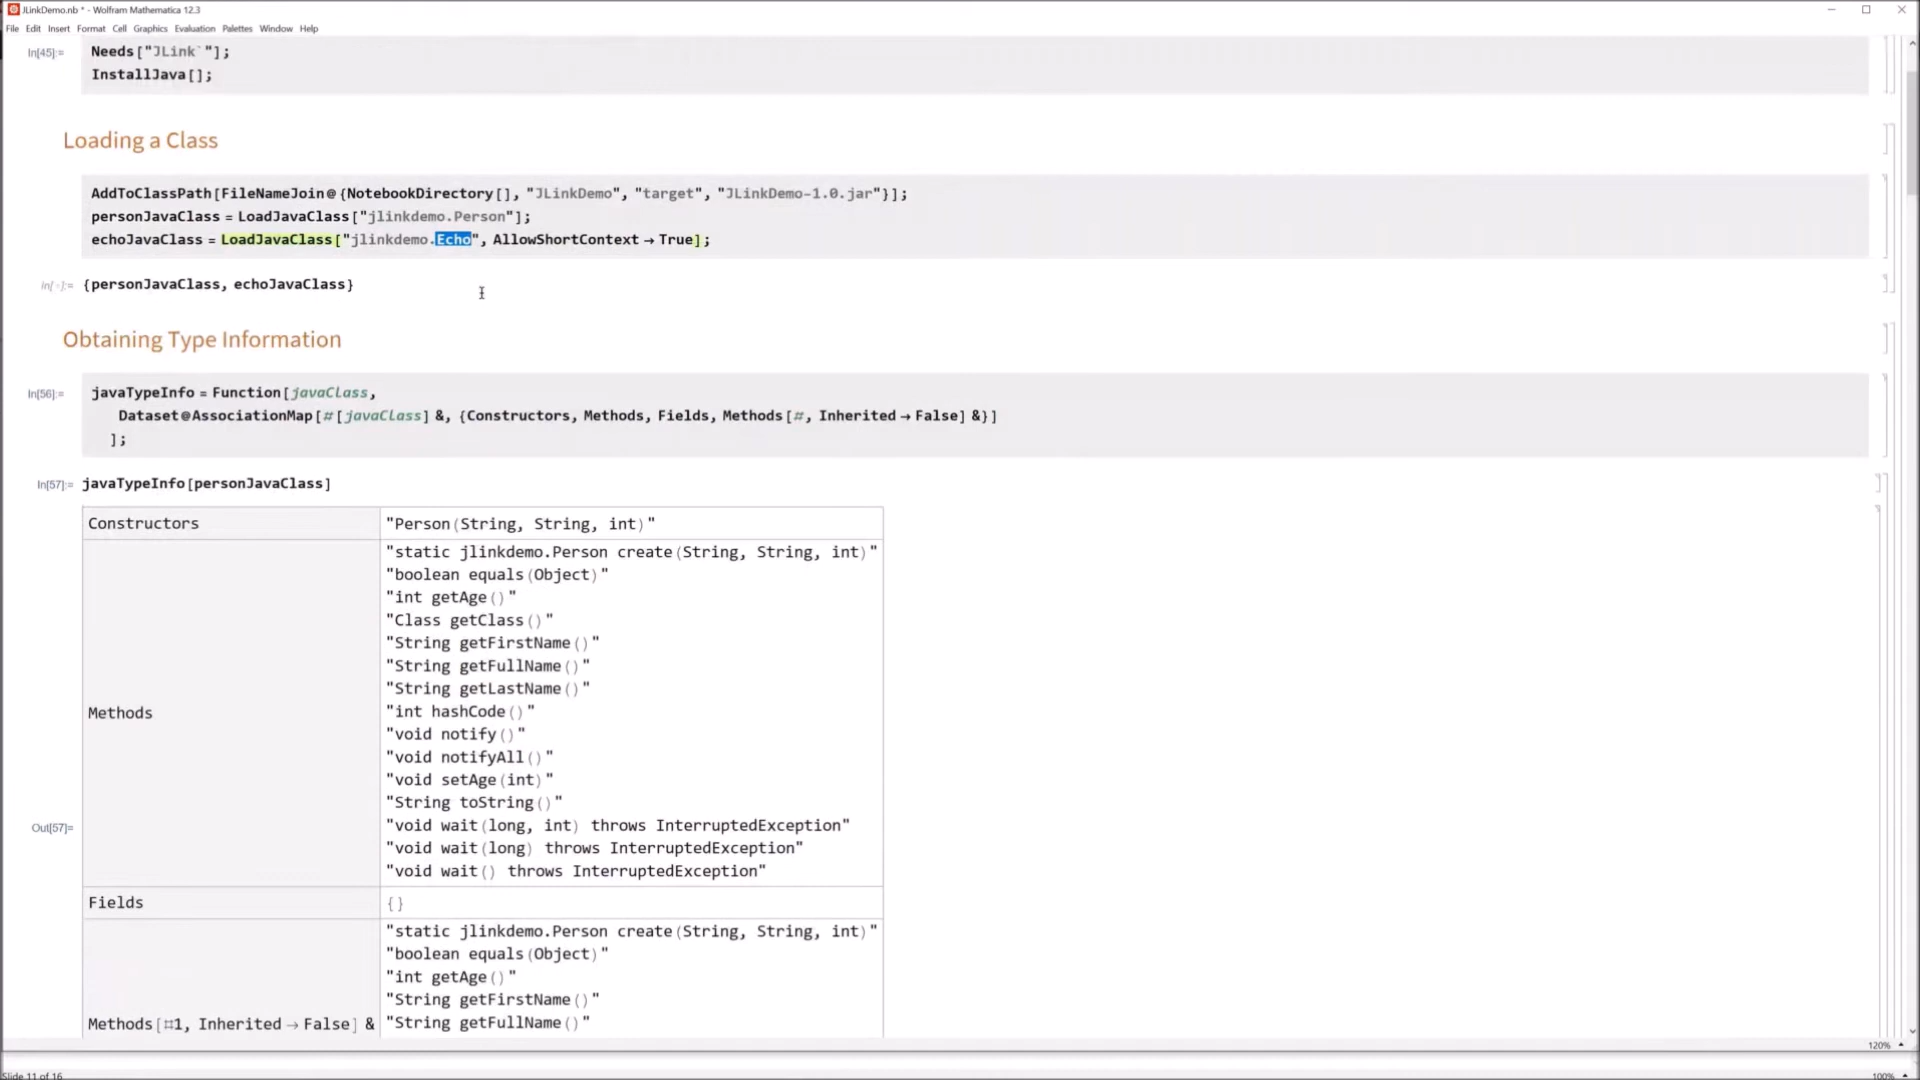 JLinkDemo.nb * - Wolfram Mathematica 12.3
File Edit Insert Format Cell Graphics Evaluation Palettes Window Help
In[45]:= Needs["JLink`"];
InstallJava[];
Loading a Class
AddToClassPath[FileNameJoin@{NotebookDirectory[], "JLinkDemo", "target", "JLinkDemo-1.0.jar"}];
personJavaClass = LoadJavaClass["jlinkdemo.Person"];
echoJavaClass = LoadJavaClass["jlinkdemo.Echo", AllowShortContext → True];
In[·]:= {personJavaClass, echoJavaClass}
Obtaining Type Information
In[56]:= javaTypeInfo = Function[javaClass,
Dataset@AssociationMap[#[javaClass] &, {Constructors, Methods, Fields, Methods[#, Inherited → False] &}]
];
In[57]:= javaTypeInfo[personJavaClass]
Constructors "Person(String, String, int)"
"static jlinkdemo.Person create(String, String, int)"
"boolean equals(Object)"
"int getAge()"
"Class getClass()"
"String getFirstName()"
"String getFullName()"
"String getLastName()"
Methods "int hashCode()"
"void notify()"
"void notifyAll()"
"void setAge(int)"
"String toString()"
Out[57]= "void wait(long, int) throws InterruptedException"
"void wait(long) throws InterruptedException"
"void wait() throws InterruptedException"
Fields {}
"static jlinkdemo.Person create(String, String, int)"
"boolean equals(Object)"
"int getAge()"
"String getFirstName()"
Methods[#1, Inherited → False] & "String getFullName()"
120%
Slide 11 of 16 100%